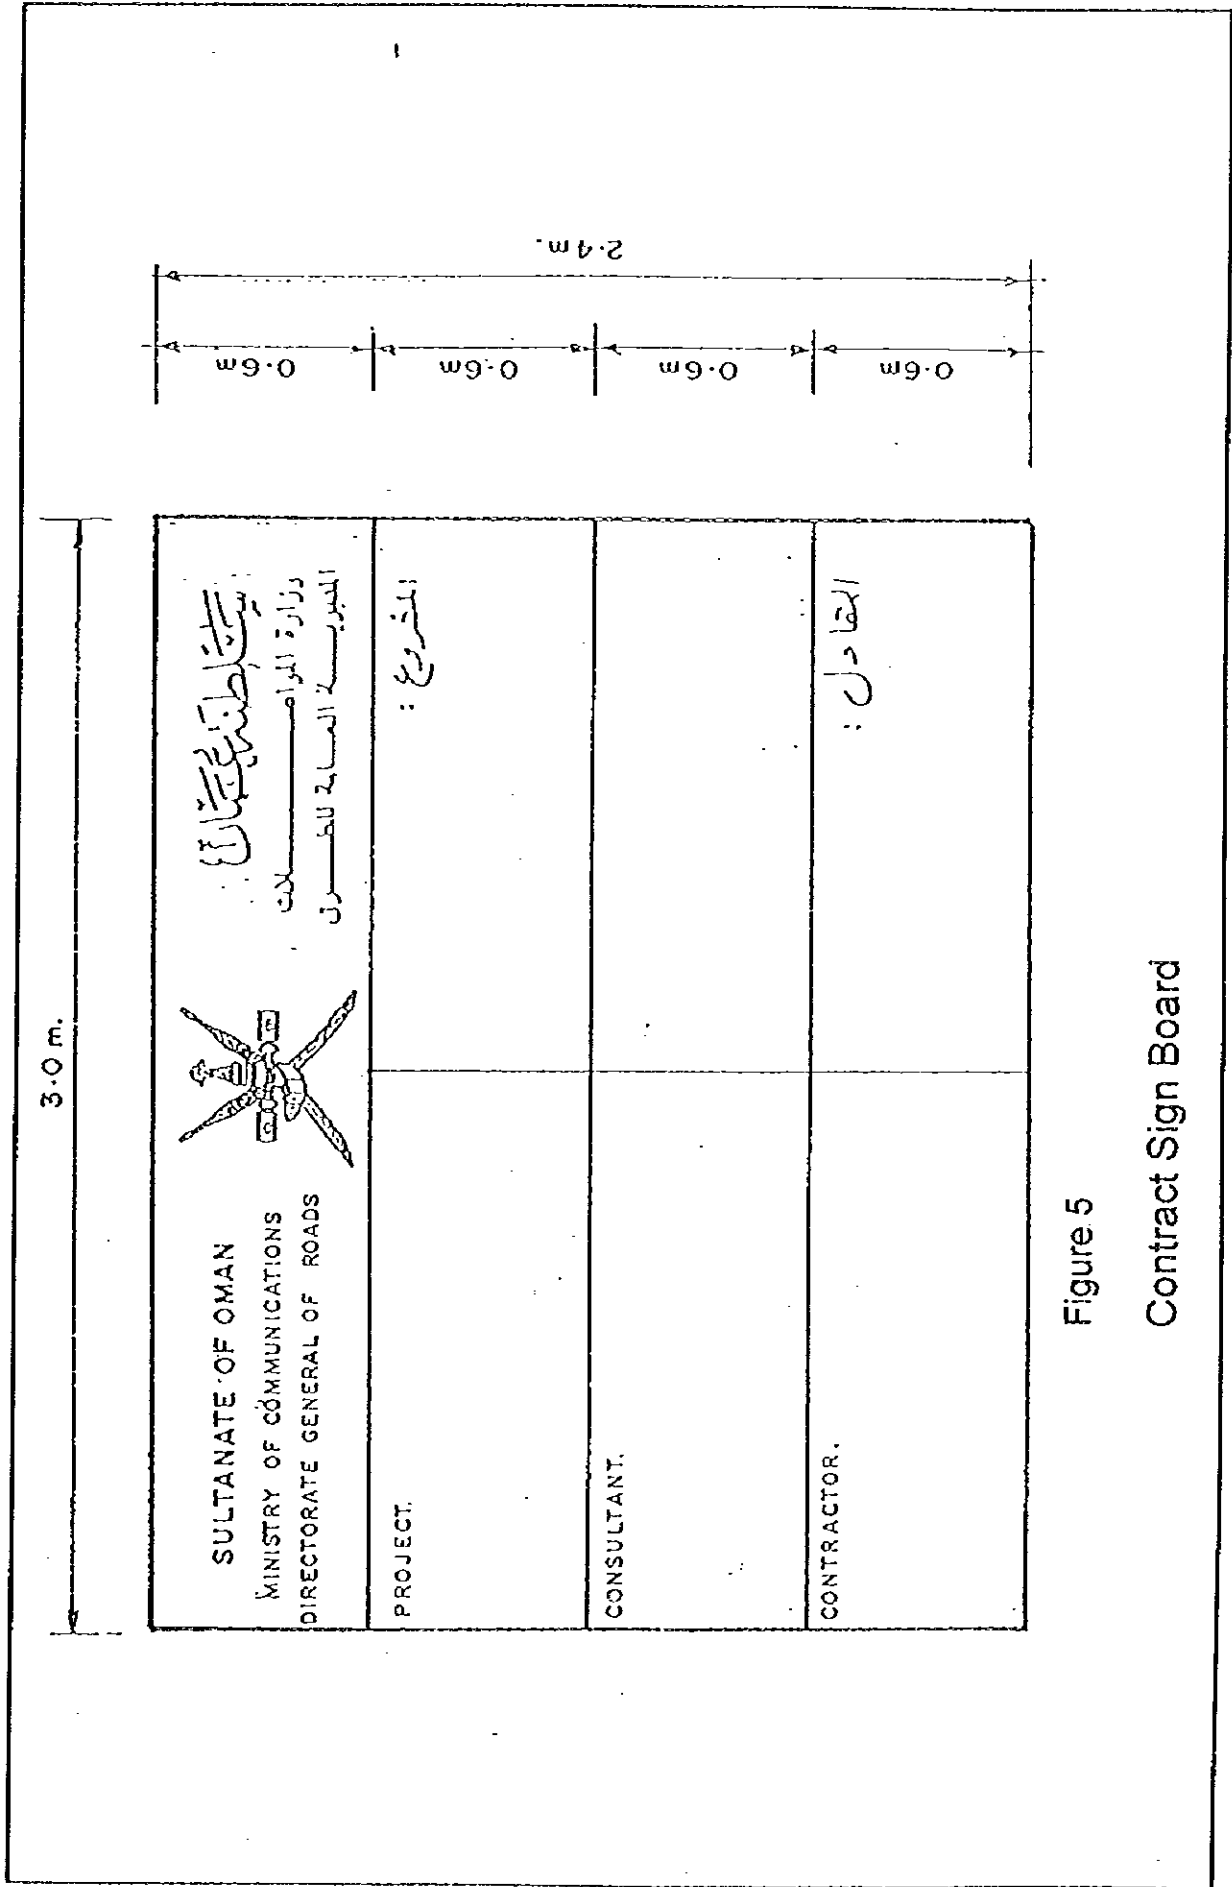 3.0 m.
SULTANATE OF OMAN
MINISTRY OF COMMUNICATIONS
DIRECTORATE GENERAL OF ROADS
سلطنة عمان
وزارة المواصلات
المديرية العامة للطرق
0.6m
PROJECT.
المشروع :
0.6m
CONSULTANT.
0.6m
CONTRACTOR.
المقاول :
0.6m
2.4m.
Figure 5
Contract Sign Board